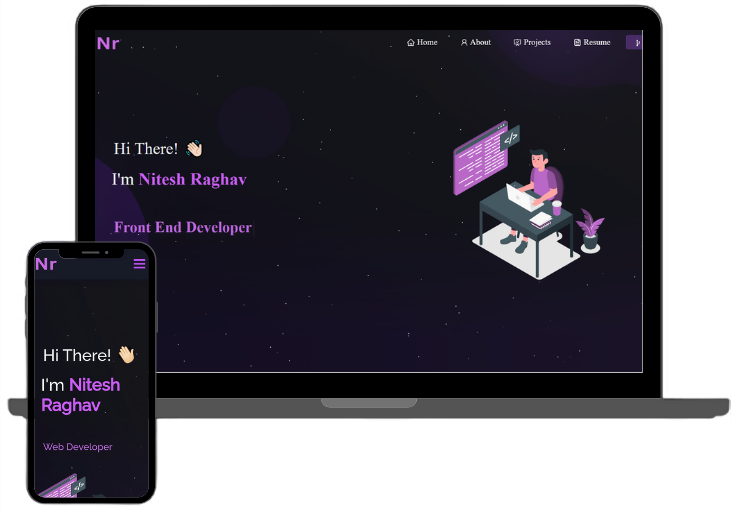 Nr
Home About Projects Resume
Hi There!
I'm Nitesh Raghav
Front End Developer
</>
Nr
Hi There!
I'm Nitesh
Raghav
Web Developer